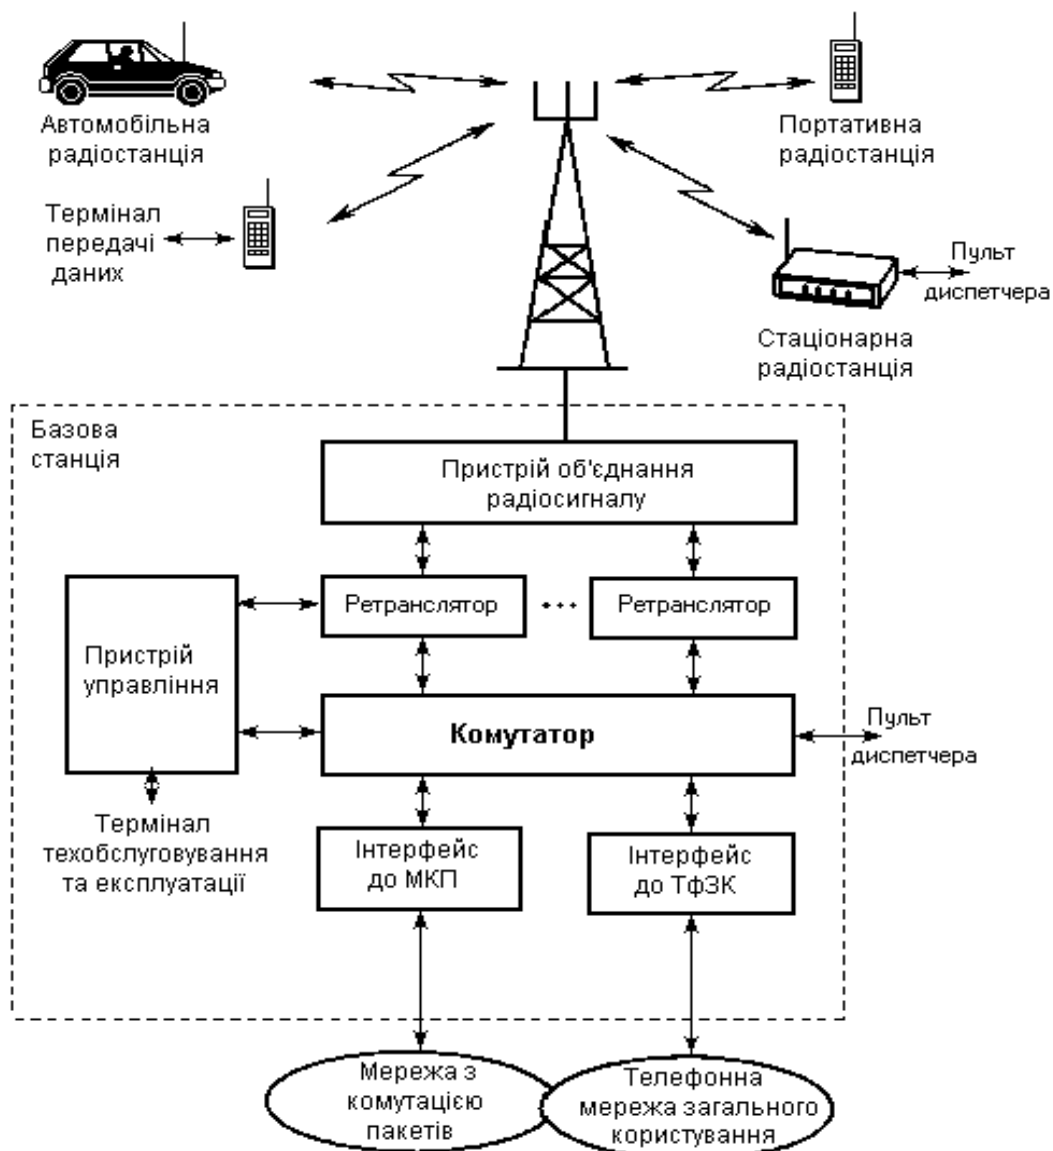 Автомобільна
радіостанція
Портативна
радіостанція
Термінал
передачі
даних
Пульт
диспетчера
Стаціонарна
радіостанція
Базова
станція
Пристрій об'єднання
радіосигналу
Ретранслятор
...
Ретранслятор
Пристрій
управління
Комутатор
Пульт
диспетчера
Термінал
техобслуговування
та експлуатації
Інтерфейс
до МКП
Інтерфейс
до ТфЗК
Мережа з
комутацією
пакетів
Телефонна
мережа загального
користування